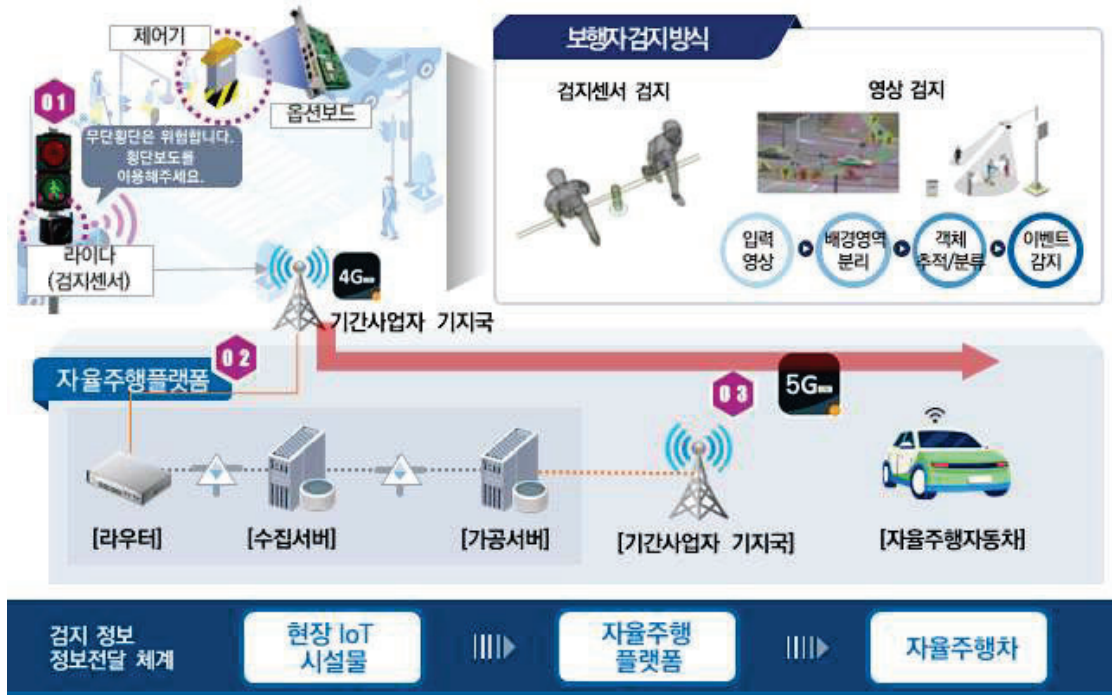 제어기
옵션보드
01
무단횡단은 위험합니다.
횡단보도를
이용해주세요.
라이다
(검지센서)
4G
기간사업자 기지국
보행자검지방식
검지센서 검지
영상 검지
입력
영상
배경영역
분리
객체
추적/분류
이벤트
감지
02
자율주행플랫폼
03
5G
[라우터]
[수집서버]
[가공서버]
[기간사업자 기지국]
[자율주행자동차]
검지 정보
정보전달 체계
현장 IoT
시설물
자율주행
플랫폼
자율주행차